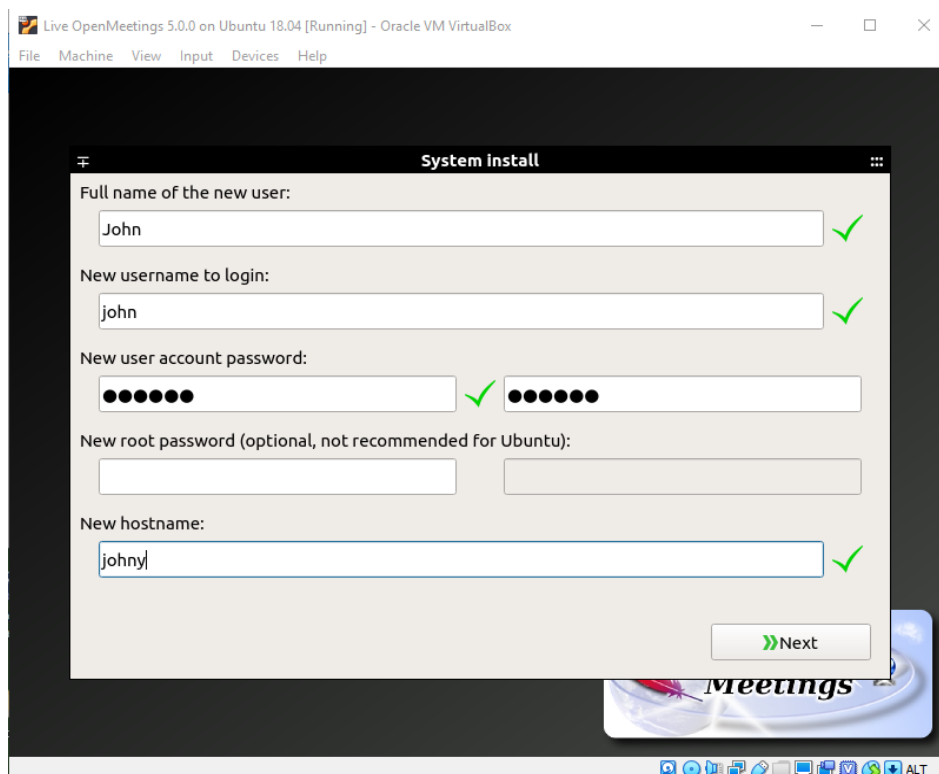 Live OpenMeetings 5.0.0 on Ubuntu 18.04 [Running] - Oracle VM VirtualBox
File Machine View Input Devices Help
System install
Full name of the new user:
John
New username to login:
john
New user account password:
●●●●●● ●●●●●●
New root password (optional, not recommended for Ubuntu):
New hostname:
johny
Next
Meetings
ALT